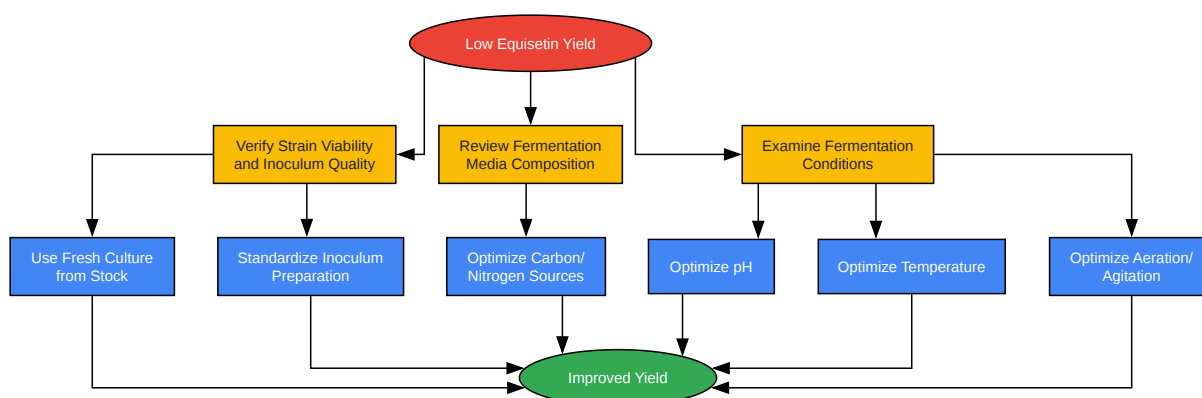 Low Equisetin Yield
Verify Strain Viability
and Inoculum Quality
Review Fermentation
Media Composition
Examine Fermentation
Conditions
Use Fresh Culture
from Stock
Standardize Inoculum
Preparation
Optimize Carbon/
Nitrogen Sources
Optimize pH
Optimize Temperature
Optimize Aeration/
Agitation
Improved Yield